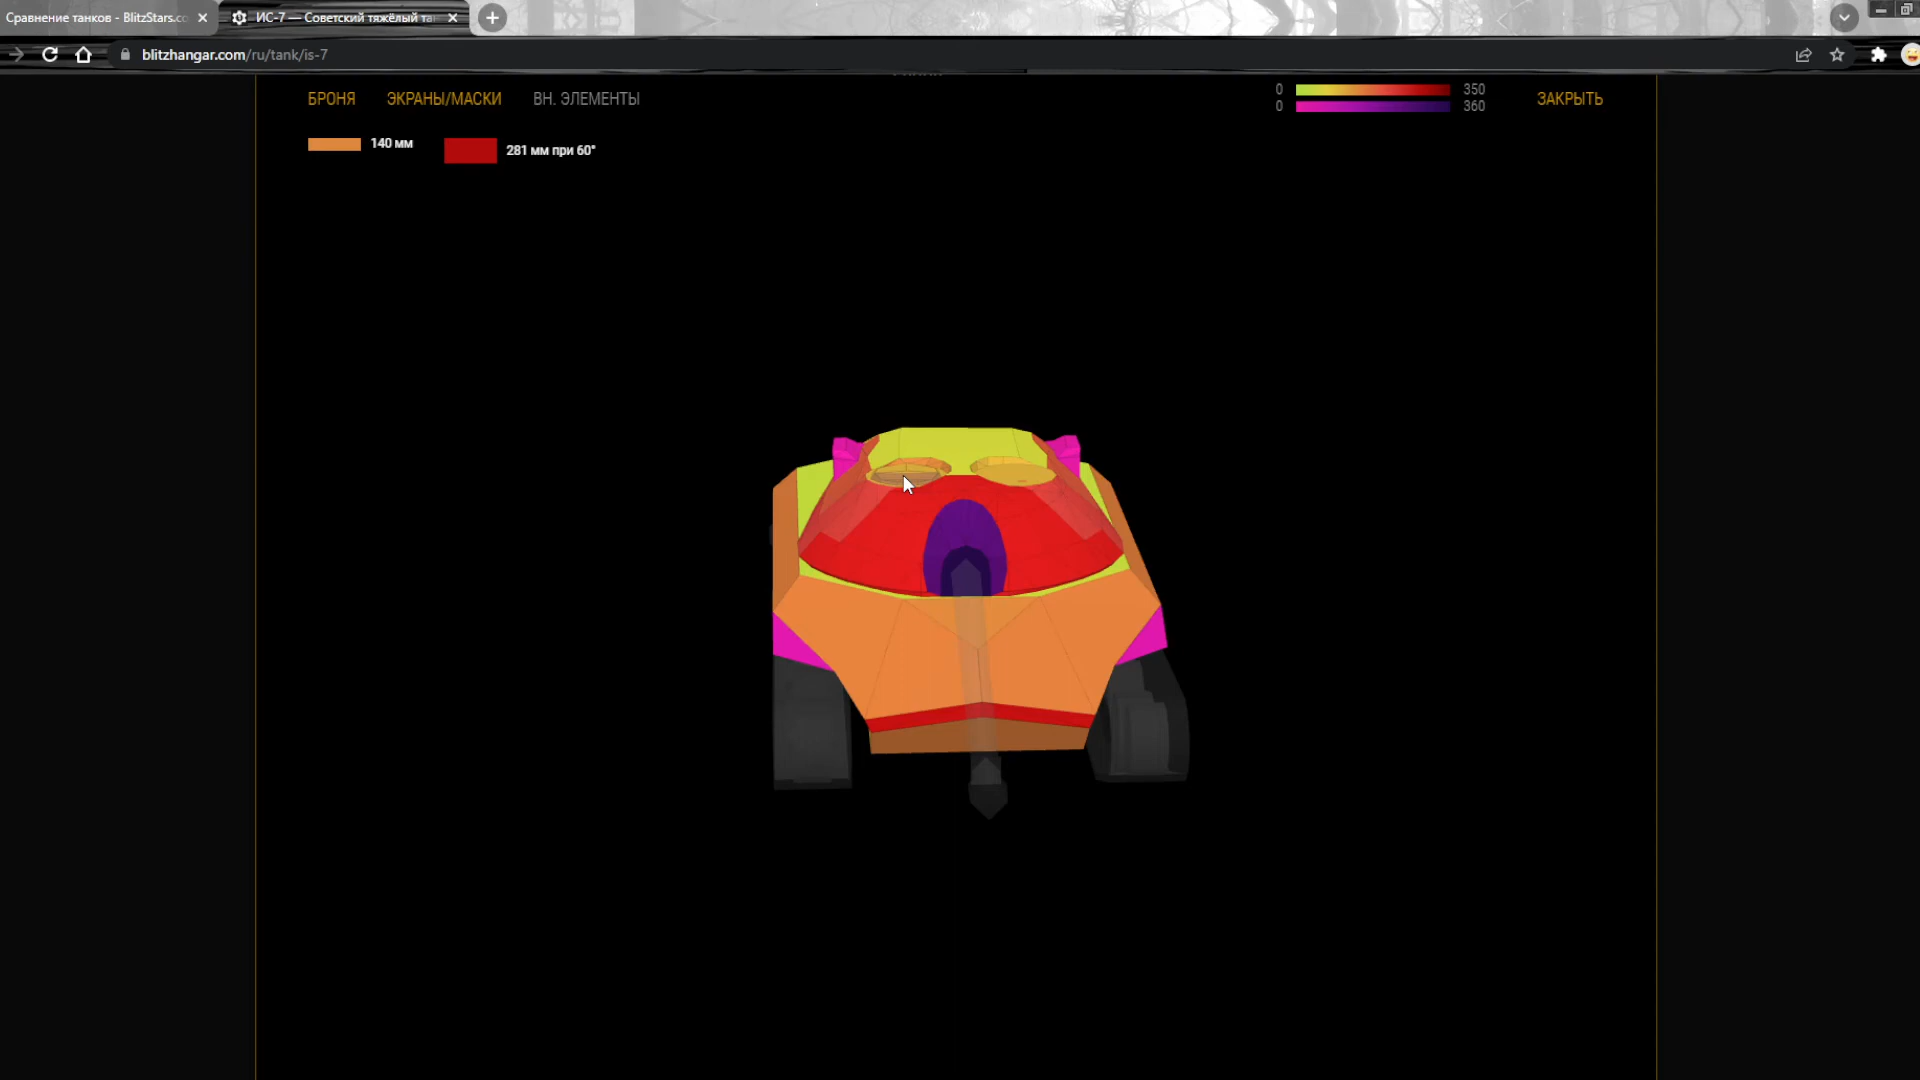 Сравнение танков - BlitzStars.co
ИС-7 — Советский тяжёлый та
blitzhangar.com/ru/tank/is-7
БРОНЯ ЭКРАНЫ/МАСКИ ВН. ЭЛЕМЕНТЫ 0 350 ЗАКРЫТЬ
0 360
140 мм 281 мм при 60°